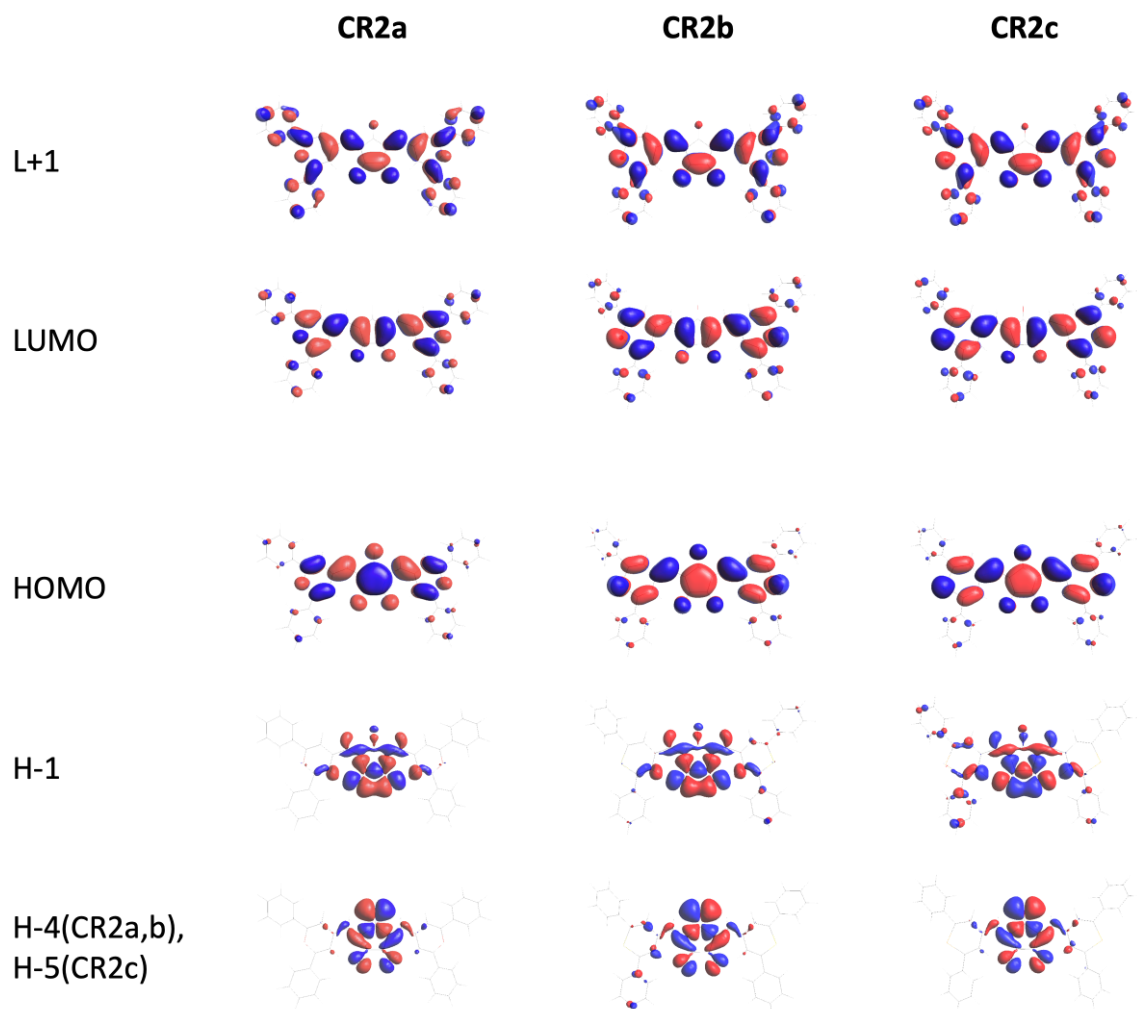 CR2a CR2b CR2c
L+1
LUMO
HOMO
H-1
H-4(CR2a,b),
H-5(CR2c)